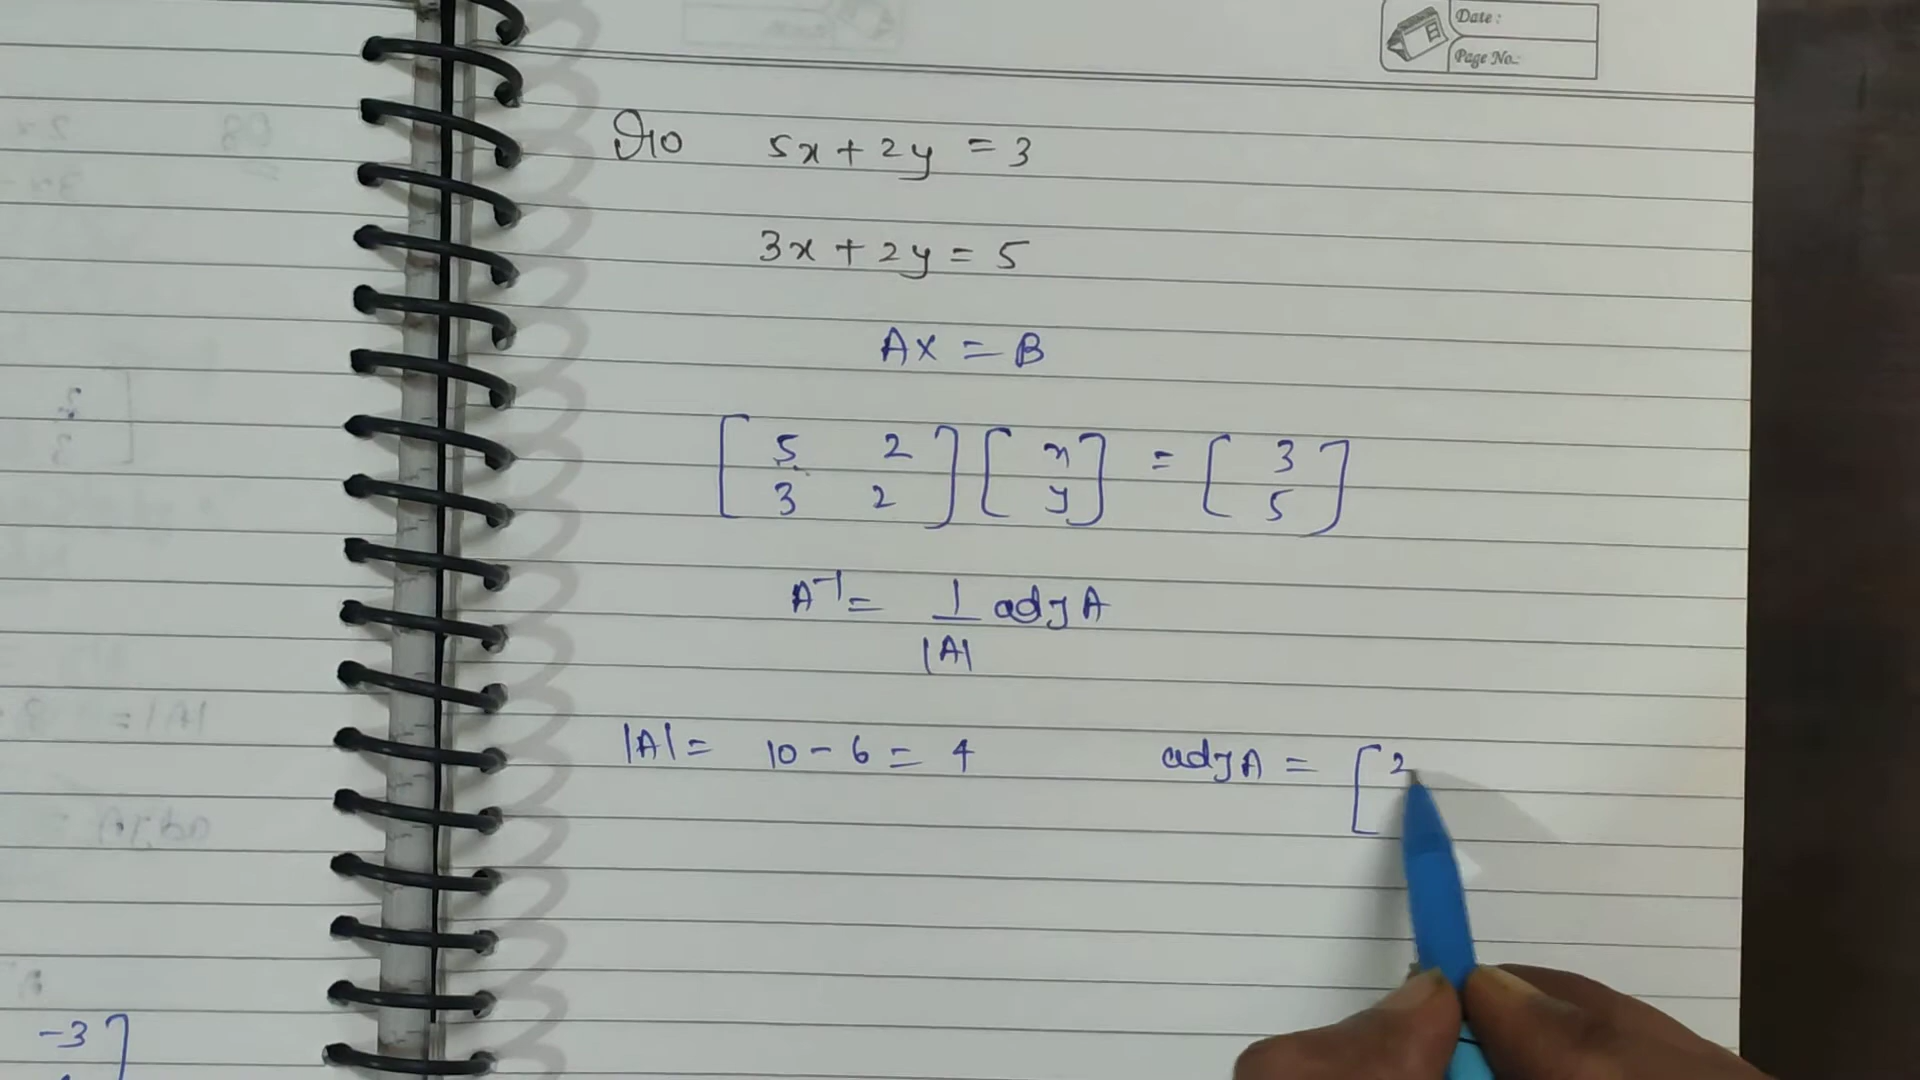 Date :
Page No.:
Q10 5x + 2y = 3
3x + 2y = 5
AX = B
[ 5 2 ] [ x ] = [ 3 ]
[ 3 2 ] [ y ] = [ 5 ]
A⁻¹ = 1/|A| adj A
|A| = 10 - 6 = 4 adj A = [ 2
-3 ]